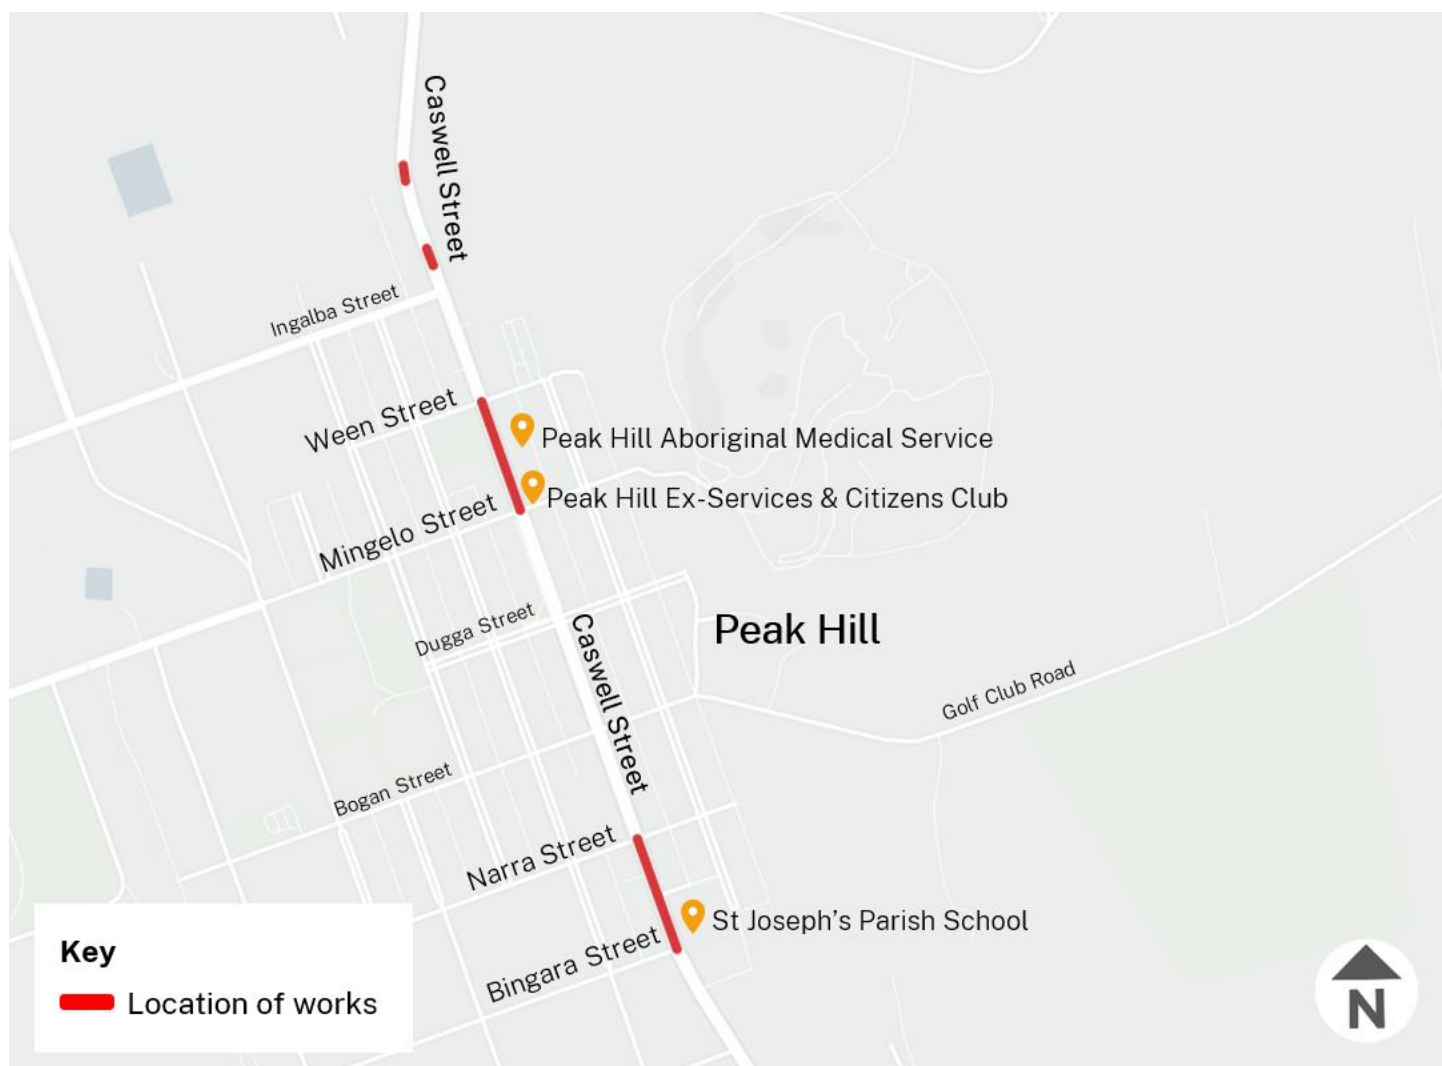 Caswell Street
Ingalba Street
Ween Street
Peak Hill Aboriginal Medical Service
Peak Hill Ex-Services & Citizens Club
Mingelo Street
Dugga Street
Caswell Street
Peak Hill
Golf Club Road
Bogan Street
Narra Street
St Joseph’s Parish School
Bingara Street
Key
Location of works
N